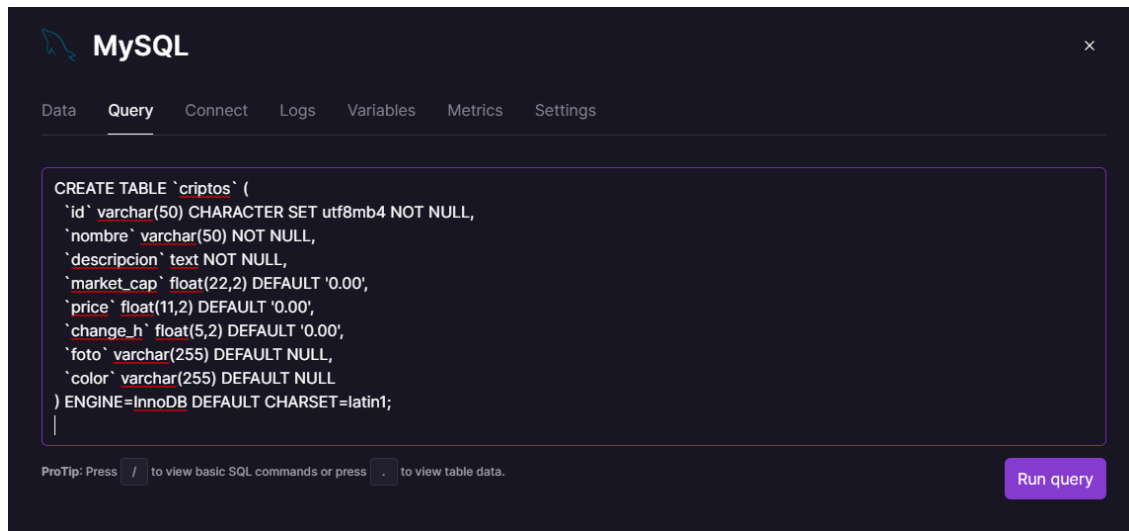 MySQL
×
Data Query Connect Logs Variables Metrics Settings
CREATE TABLE `criptos` (
`id` varchar(50) CHARACTER SET utf8mb4 NOT NULL,
`nombre` varchar(50) NOT NULL,
`descripcion` text NOT NULL,
`market_cap` float(22,2) DEFAULT '0.00',
`price` float(11,2) DEFAULT '0.00',
`change_h` float(5,2) DEFAULT '0.00',
`foto` varchar(255) DEFAULT NULL,
`color` varchar(255) DEFAULT NULL
) ENGINE=InnoDB DEFAULT CHARSET=latin1;
ProTip: Press / to view basic SQL commands or press . to view table data.
Run query